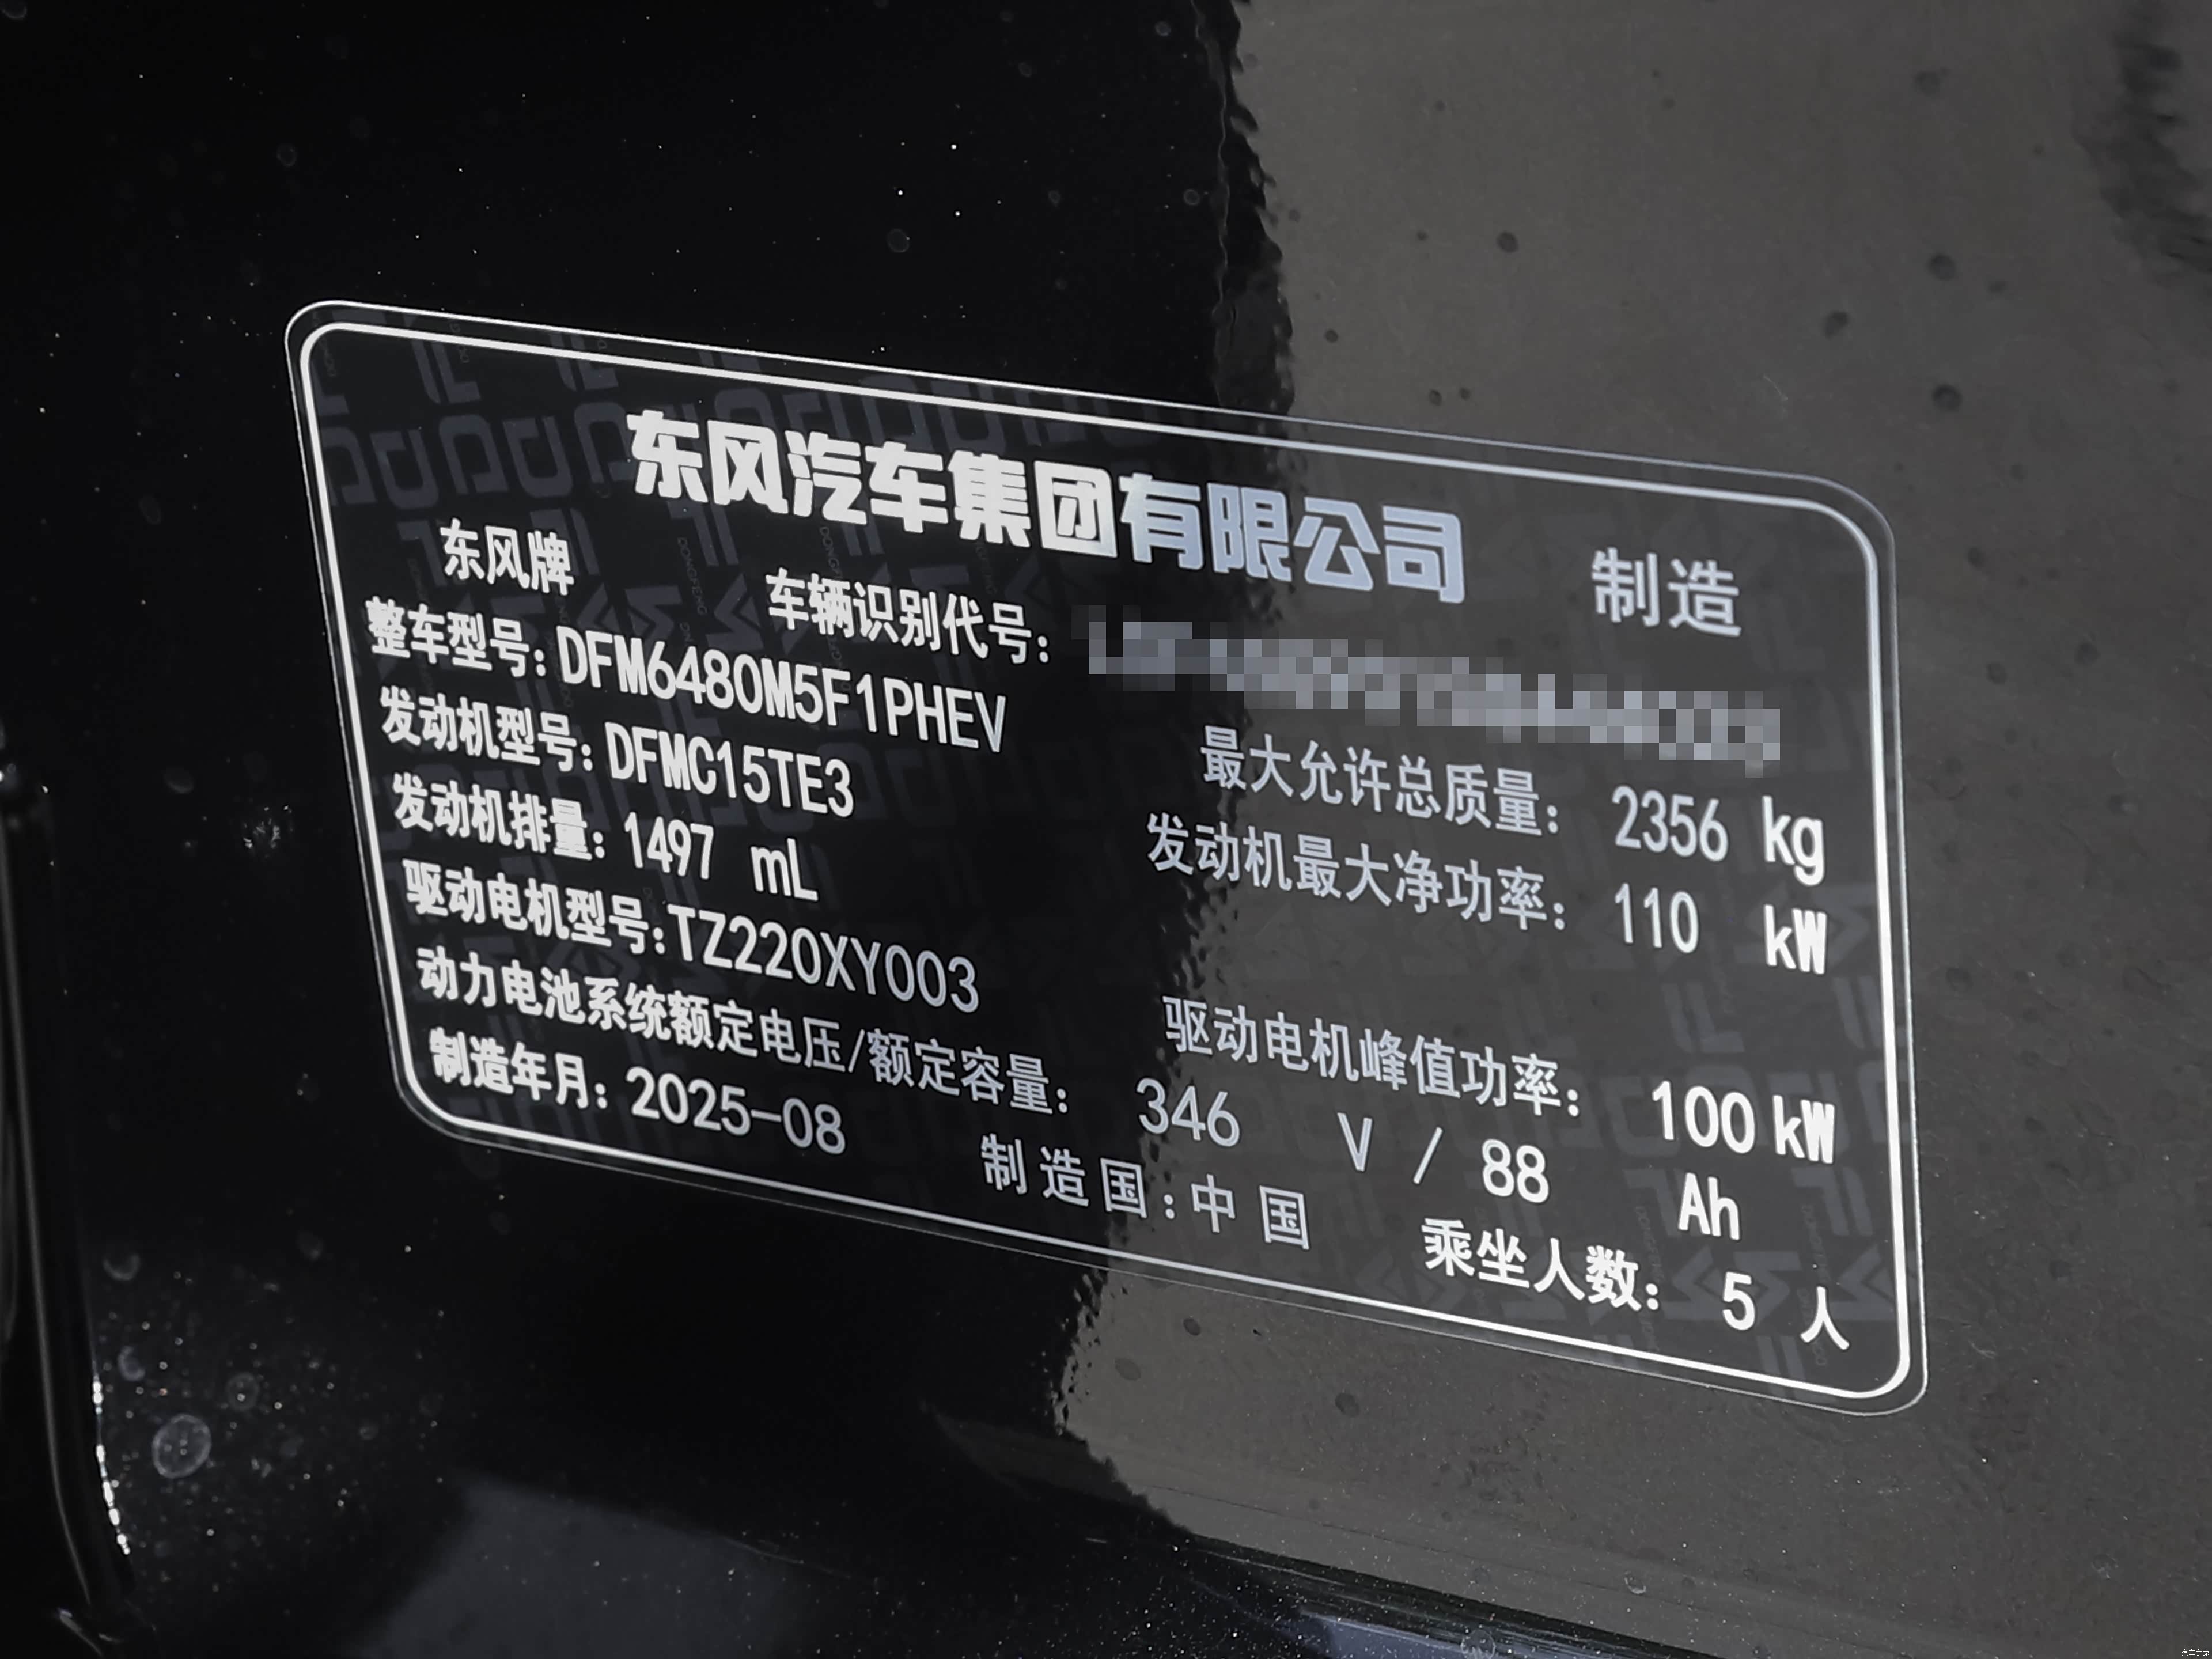 东风汽车集团有限公司 制造
东风牌 车辆识别代号:
整车型号: DFM6480M5F1PHEV 最大允许总质量: 2356 kg
发动机型号: DFMC15TE3 发动机最大净功率: 110 kW
发动机排量: 1497 mL
驱动电机型号: TZ220XY003 驱动电机峰值功率: 100 kW
动力电池系统额定电压/额定容量: 346 V / 88 Ah
制造年月: 2025-08 制造国: 中国 乘坐人数: 5 人
汽车之家